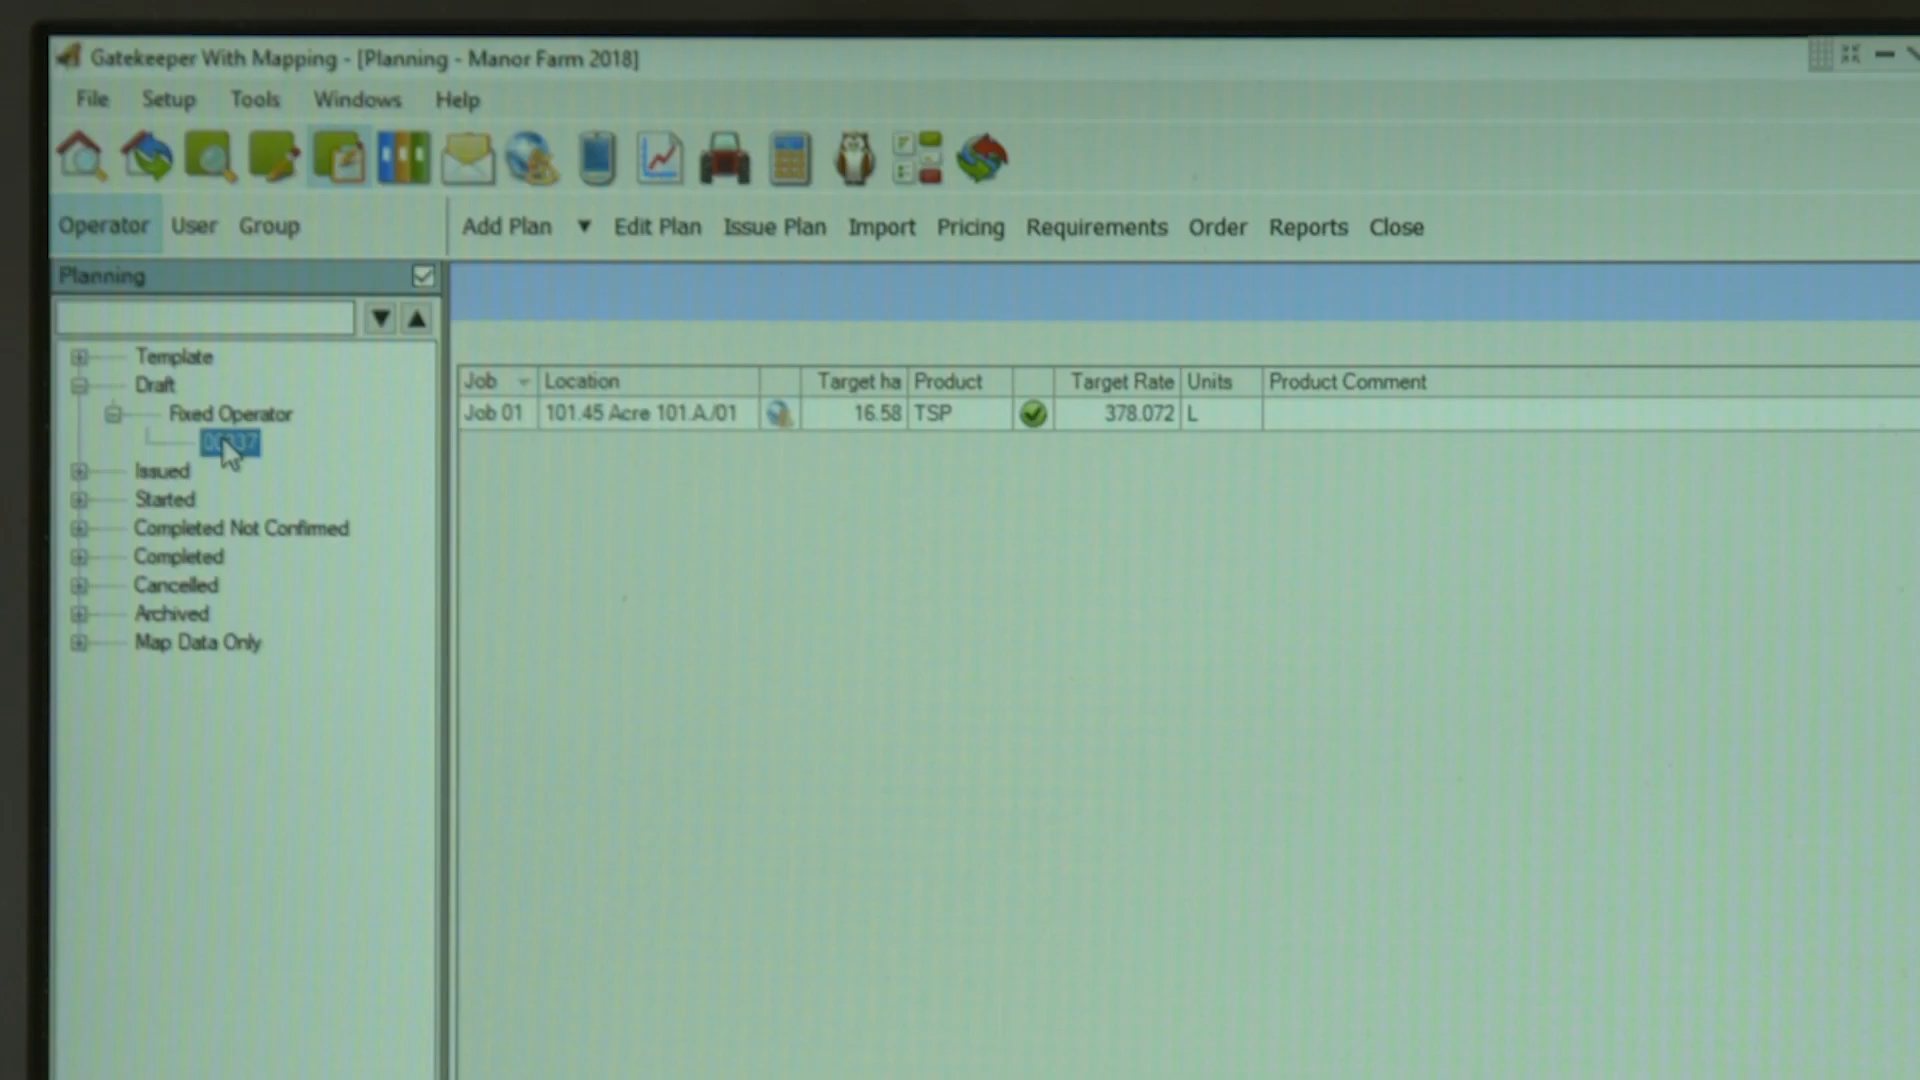 Gatekeeper With Mapping - [Planning - Manor Farm 2018]
File Setup Tools Windows Help
Operator User Group
Add Plan ▼ Edit Plan Issue Plan Import Pricing Requirements Order Reports Close
Planning
Template
Draft
Fixed Operator
Issued
Started
Completed Not Confirmed
Completed
Cancelled
Archived
Map Data Only
Job Location Target ha Product Target Rate Units Product Comment
Job 01 101.45 Acre 101.A./01 16.58 TSP 378.072 L